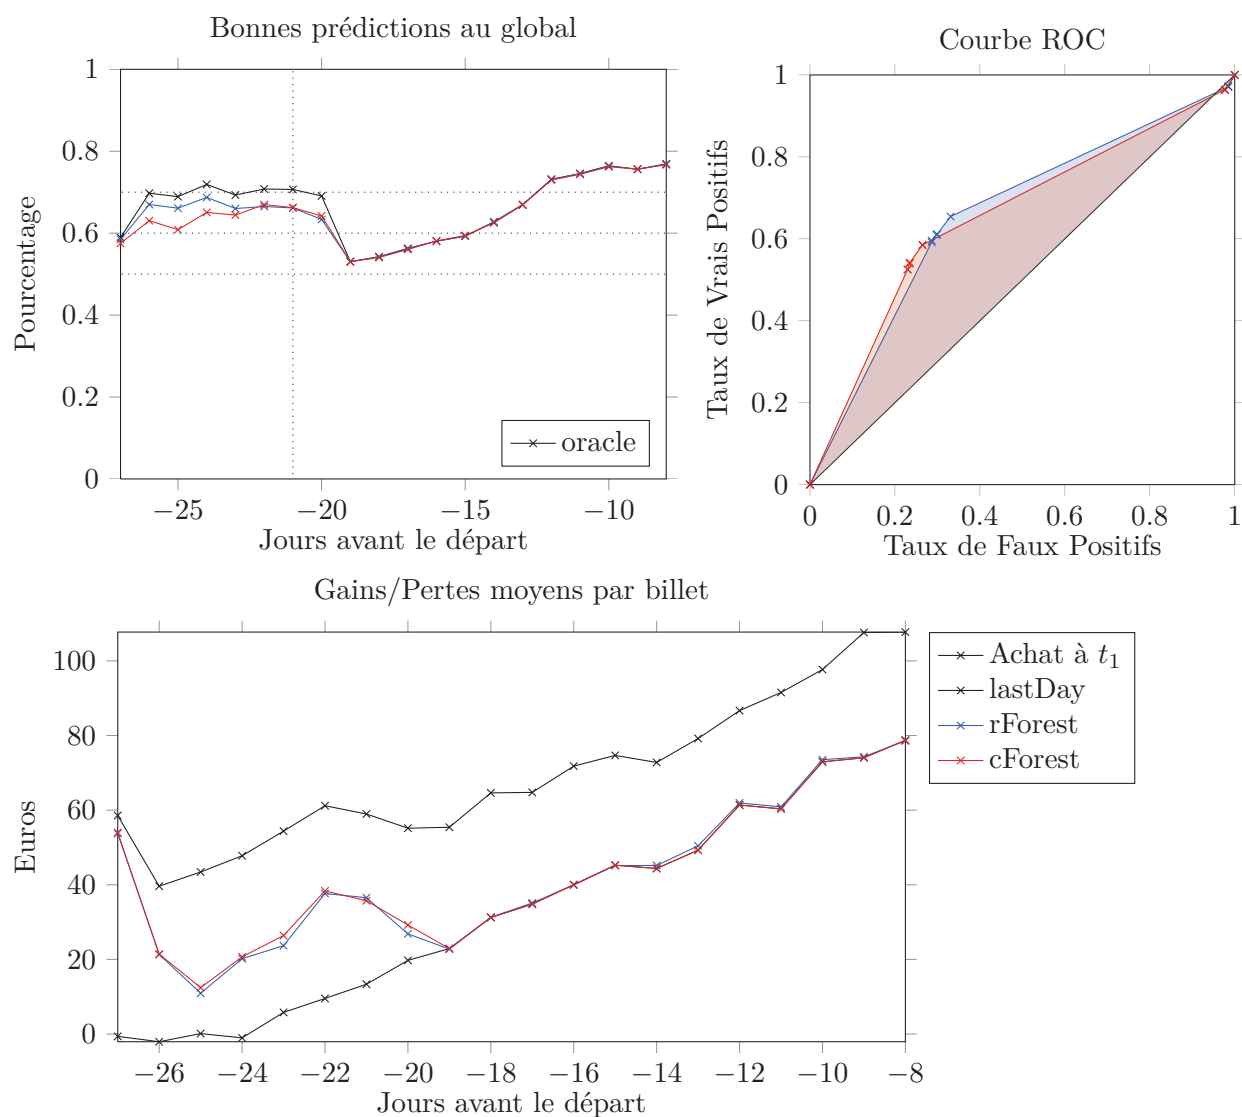 Bonnes prédictions au global
1
0.8
0.6
0.4
0.2
0
Pourcentage
oracle
−25 −20 −15 −10
Jours avant le départ
Courbe ROC
1
0.8
0.6
0.4
0.2
0
Taux de Vrais Positifs
0 0.2 0.4 0.6 0.8 1
Taux de Faux Positifs
Gains/Pertes moyens par billet
100
80
60
40
20
0
Euros
−26 −24 −22 −20 −18 −16 −14 −12 −10 −8
Jours avant le départ
Achat à t₁
lastDay
rForest
cForest